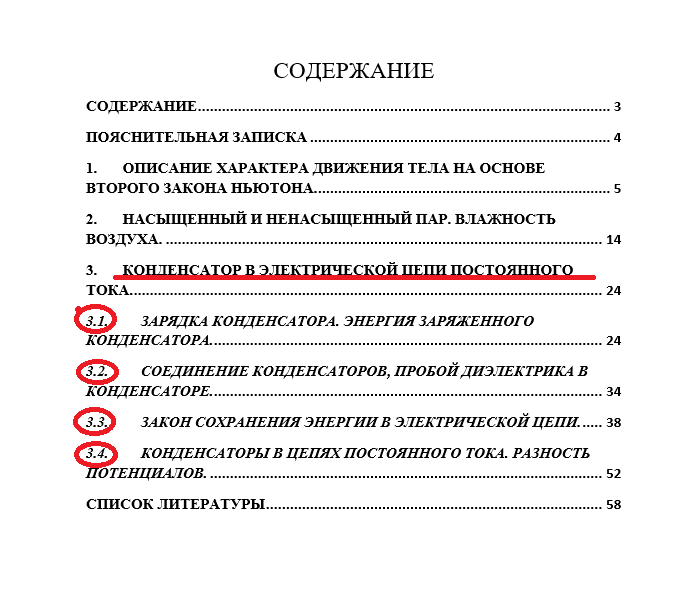 СОДЕРЖАНИЕ
СОДЕРЖАНИЕ.......................................................................................................... 3
ПОЯСНИТЕЛЬНАЯ ЗАПИСКА ........................................................................... 4
1. ОПИСАНИЕ ХАРАКТЕРА ДВИЖЕНИЯ ТЕЛА НА ОСНОВЕ
ВТОРОГО ЗАКОНА НЬЮТОНА.......................................................................... 5
2. НАСЫЩЕННЫЙ И НЕНАСЫЩЕННЫЙ ПАР. ВЛАЖНОСТЬ
ВОЗДУХА. ............................................................................................................. 14
3. КОНДЕНСАТОР В ЭЛЕКТРИЧЕСКОЙ ЦЕПИ ПОСТОЯННОГО
ТОКА...................................................................................................................... 24
3.1. ЗАРЯДКА КОНДЕНСАТОРА. ЭНЕРГИЯ ЗАРЯЖЕННОГО
КОНДЕНСАТОРА................................................................................................. 24
3.2. СОЕДИНЕНИЕ КОНДЕНСАТОРОВ, ПРОБОЙ ДИЭЛЕКТРИКА В
КОНДЕНСАТОРЕ................................................................................................. 34
3.3. ЗАКОН СОХРАНЕНИЯ ЭНЕРГИИ В ЭЛЕКТРИЧЕСКОЙ ЦЕПИ...... 38
3.4. КОНДЕНСАТОРЫ В ЦЕПЯХ ПОСТОЯННОГО ТОКА. РАЗНОСТЬ
ПОТЕНЦИАЛОВ. .................................................................................................. 52
СПИСОК ЛИТЕРАТУРЫ.................................................................................... 58